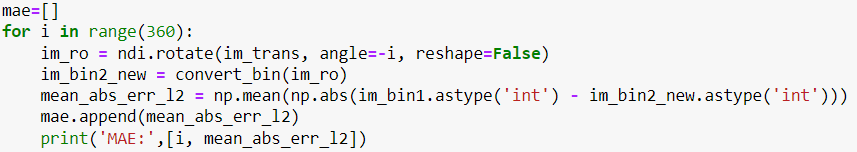 mae=[]
for i in range(360):
    im_ro = ndi.rotate(im_trans, angle=-i, reshape=False)
    im_bin2_new = convert_bin(im_ro)
    mean_abs_err_l2 = np.mean(np.abs(im_bin1.astype('int') - im_bin2_new.astype('int')))
    mae.append(mean_abs_err_l2)
    print('MAE:',[i, mean_abs_err_l2])